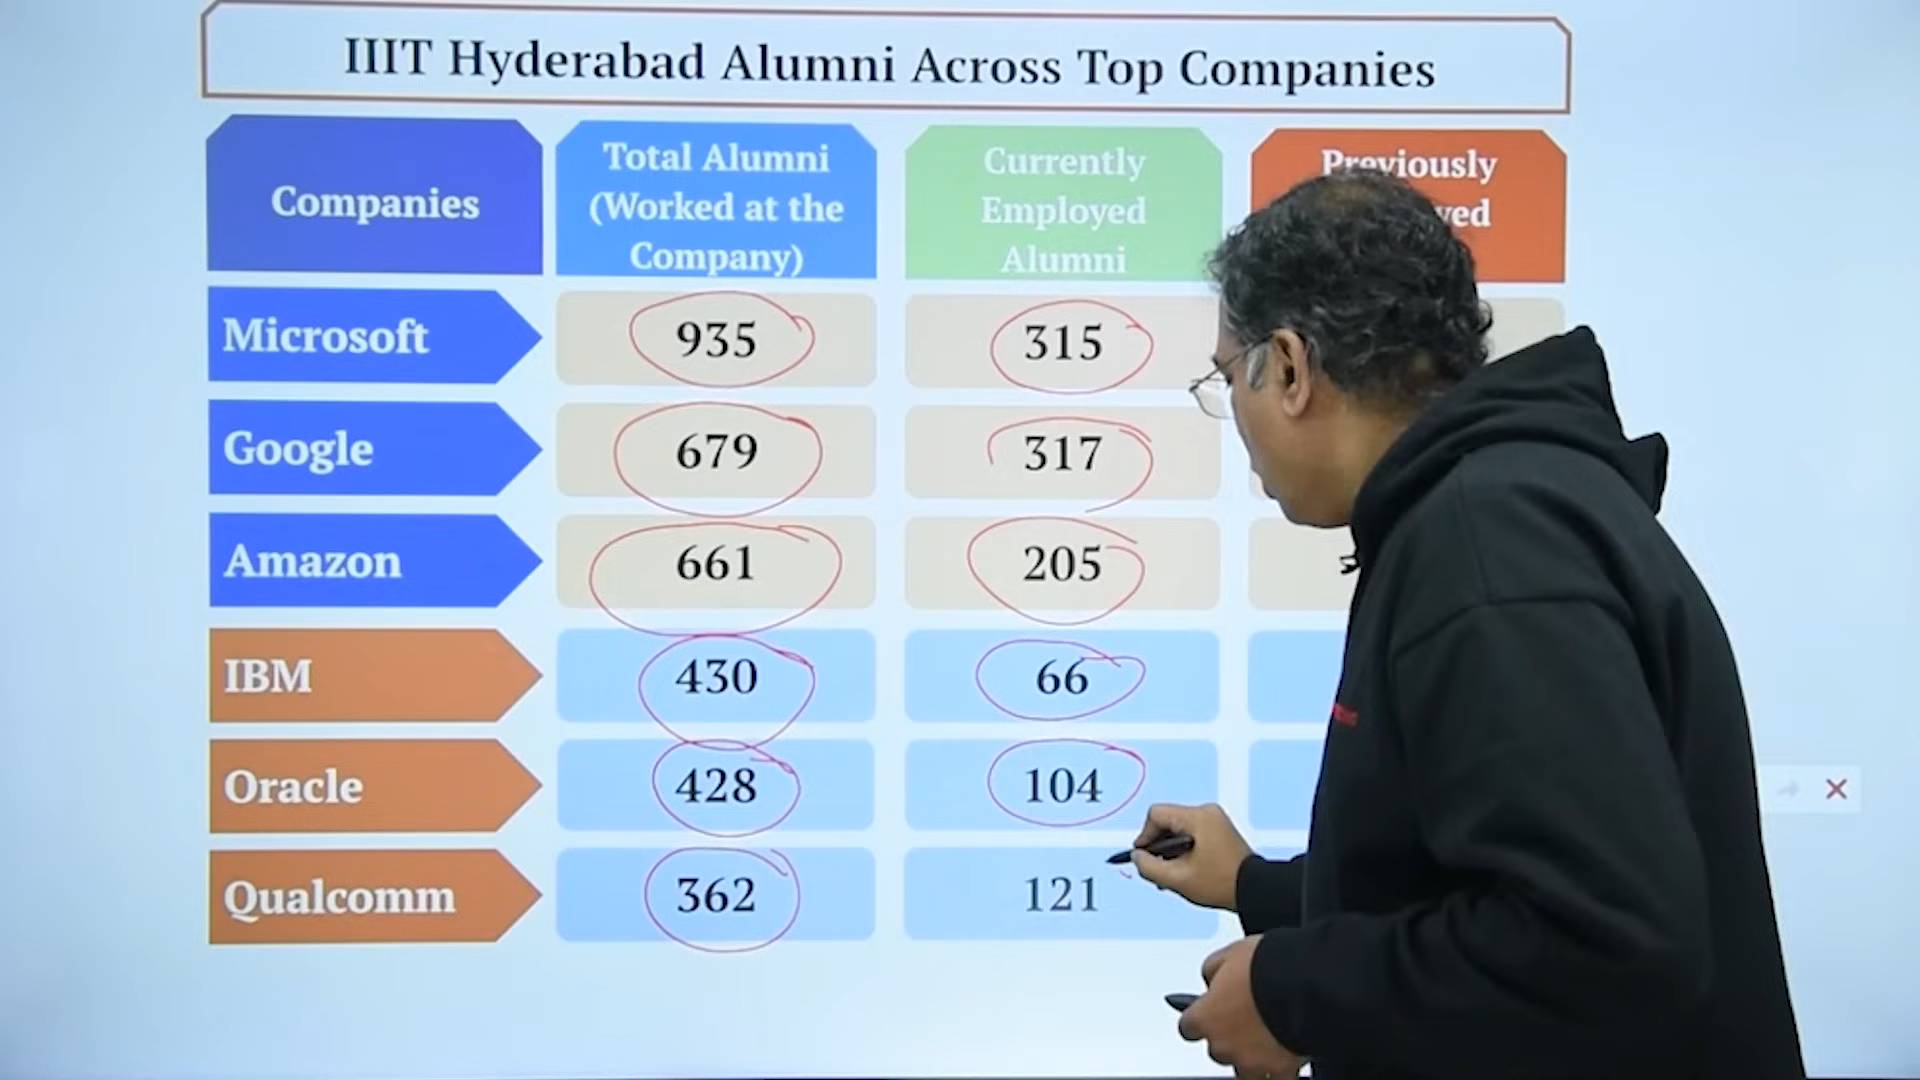 IIIT Hyderabad Alumni Across Top Companies
Companies
Total Alumni
(Worked at the
Company)
Currently
Employed
Alumni
Previously
Microsoft
935
315
Google
679
317
Amazon
661
205
IBM
430
66
Oracle
428
104
Qualcomm
362
121